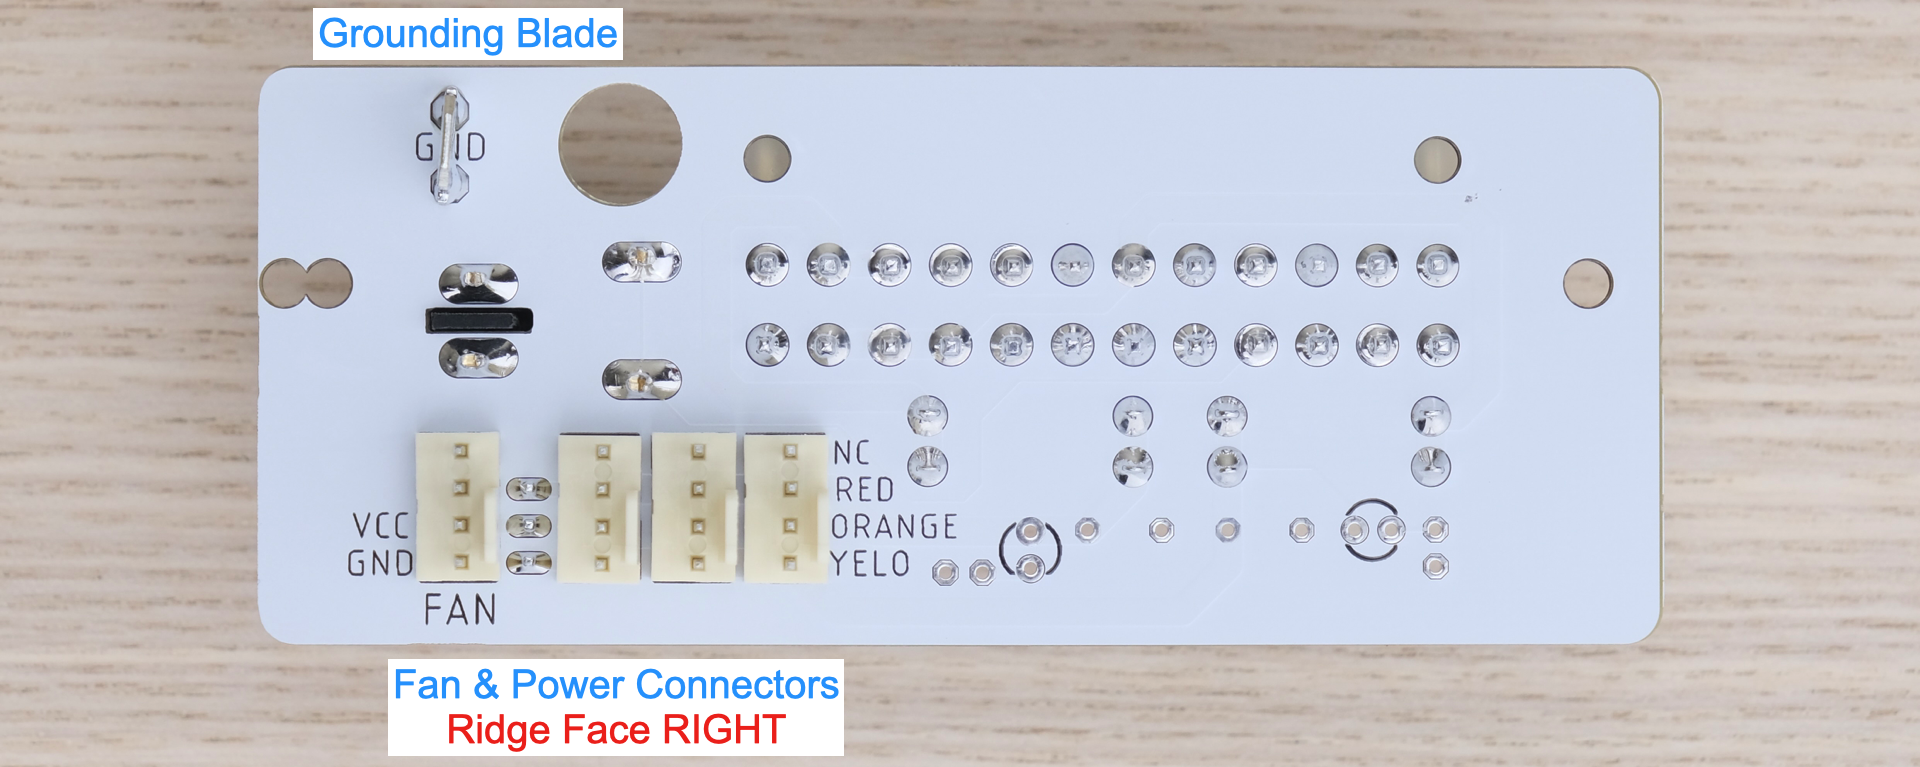 Grounding Blade
GND
NC
RED
VCC
ORANGE
GND
YELO
FAN
Fan & Power Connectors
Ridge Face RIGHT